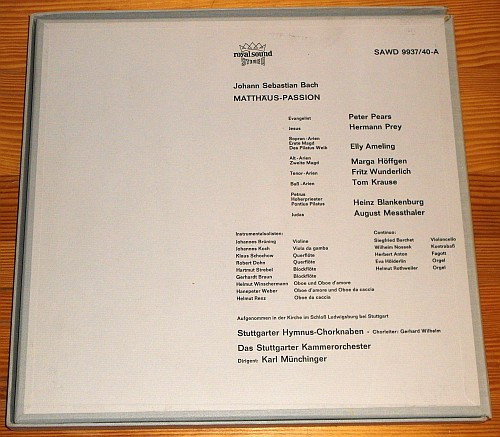 royal sound
STEREO
SAWD 9937/40-A
Johann Sebastian Bach
MATTHÄUS-PASSION
Evangelist Peter Pears
Jesus Hermann Prey
Sopran-Arien
Erste Magd
Des Pilatus Weib Elly Ameling
Alt-Arien
Zweite Magd Marga Höffgen
Tenor-Arien Fritz Wunderlich
Baß-Arien Tom Krause
Petrus
Hoherpriester
Pontius Pilatus Heinz Blankenburg
Judas August Messthaler
Instrumentalsolisten:
Johannes Brüning Violine
Johannes Koch Viola da gamba
Klaus Schochow Querflöte
Robert Dohn Querflöte
Hartmut Strebel Blockflöte
Gerhardt Braun Blockflöte
Helmut Winschermann Oboe und Oboe d'amore
Hanspeter Weber Oboe d'amore und Oboe da caccia
Helmut Renz Oboe da caccia
Continuo:
Siegfried Barchet Violoncello
Wilhelm Nossek Kontrabaß
Herbert Anton Fagott
Eva Hölderlin Orgel
Helmut Rothweiler Orgel
Aufgenommen in der Kirche im Schloß Ludwigsburg bei Stuttgart
Stuttgarter Hymnus-Chorknaben · Chorleiter: Gerhard Wilhelm
Das Stuttgarter Kammerorchester
Dirigent: Karl Münchinger